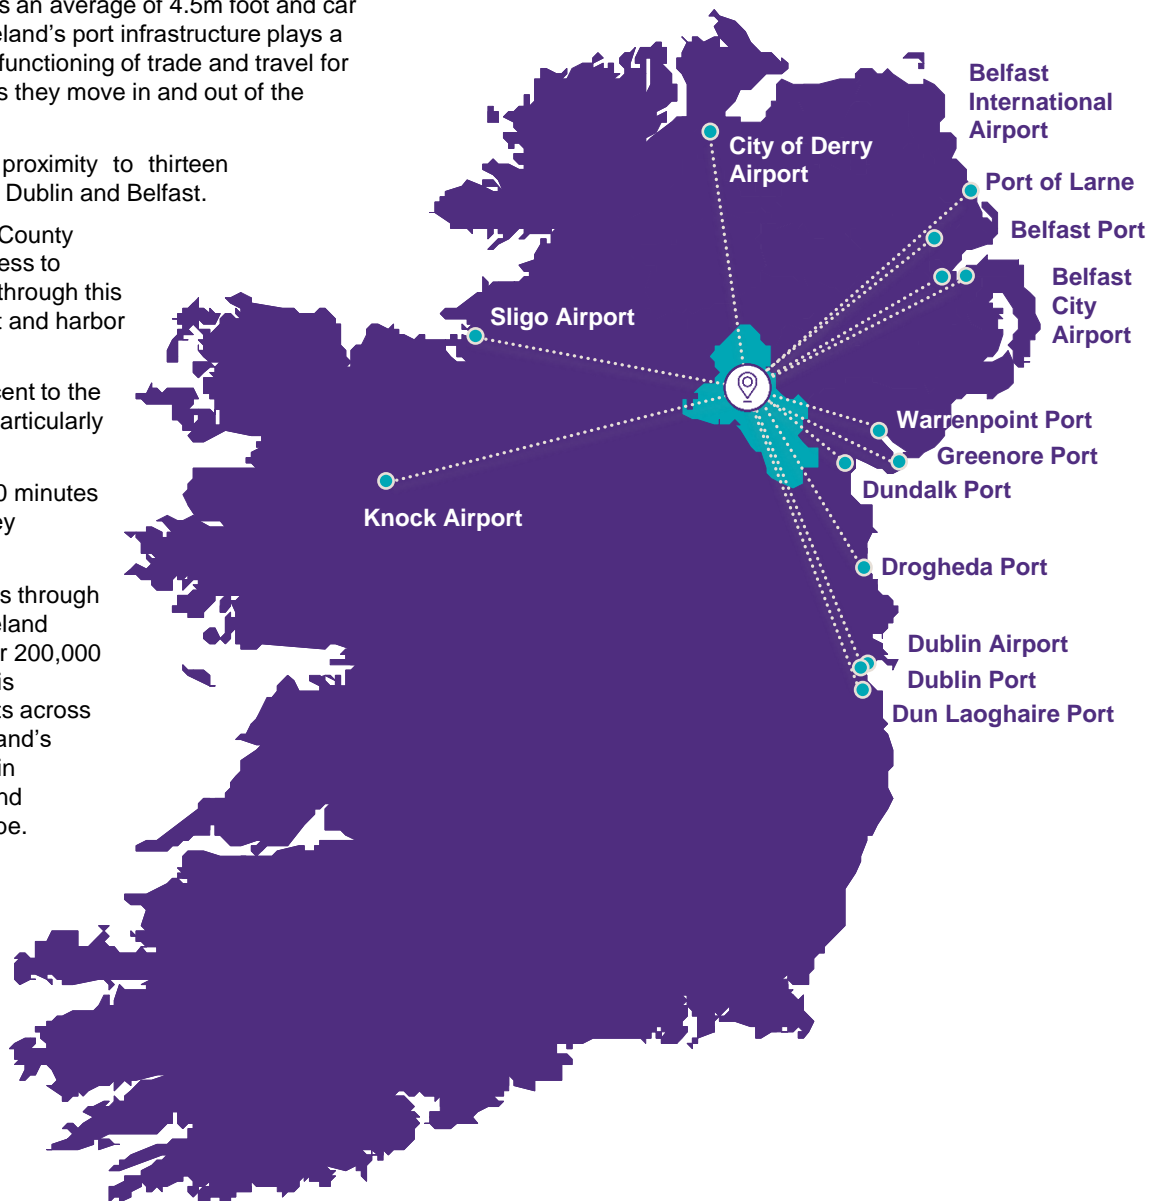 s an average of 4.5m foot and car
eland's port infrastructure plays a
functioning of trade and travel for
s they move in and out of the
proximity to thirteen
Dublin and Belfast.
County
ess to
through this
t and harbor
cent to the
articularly
0 minutes
ey
s through
eland
r 200,000
is
ts across
and's
in
nd
oe.
Belfast
International
Airport
City of Derry
Airport
Port of Larne
Belfast Port
Belfast
City
Airport
Sligo Airport
Warrenpoint Port
Greenore Port
Dundalk Port
Knock Airport
Drogheda Port
Dublin Airport
Dublin Port
Dun Laoghaire Port